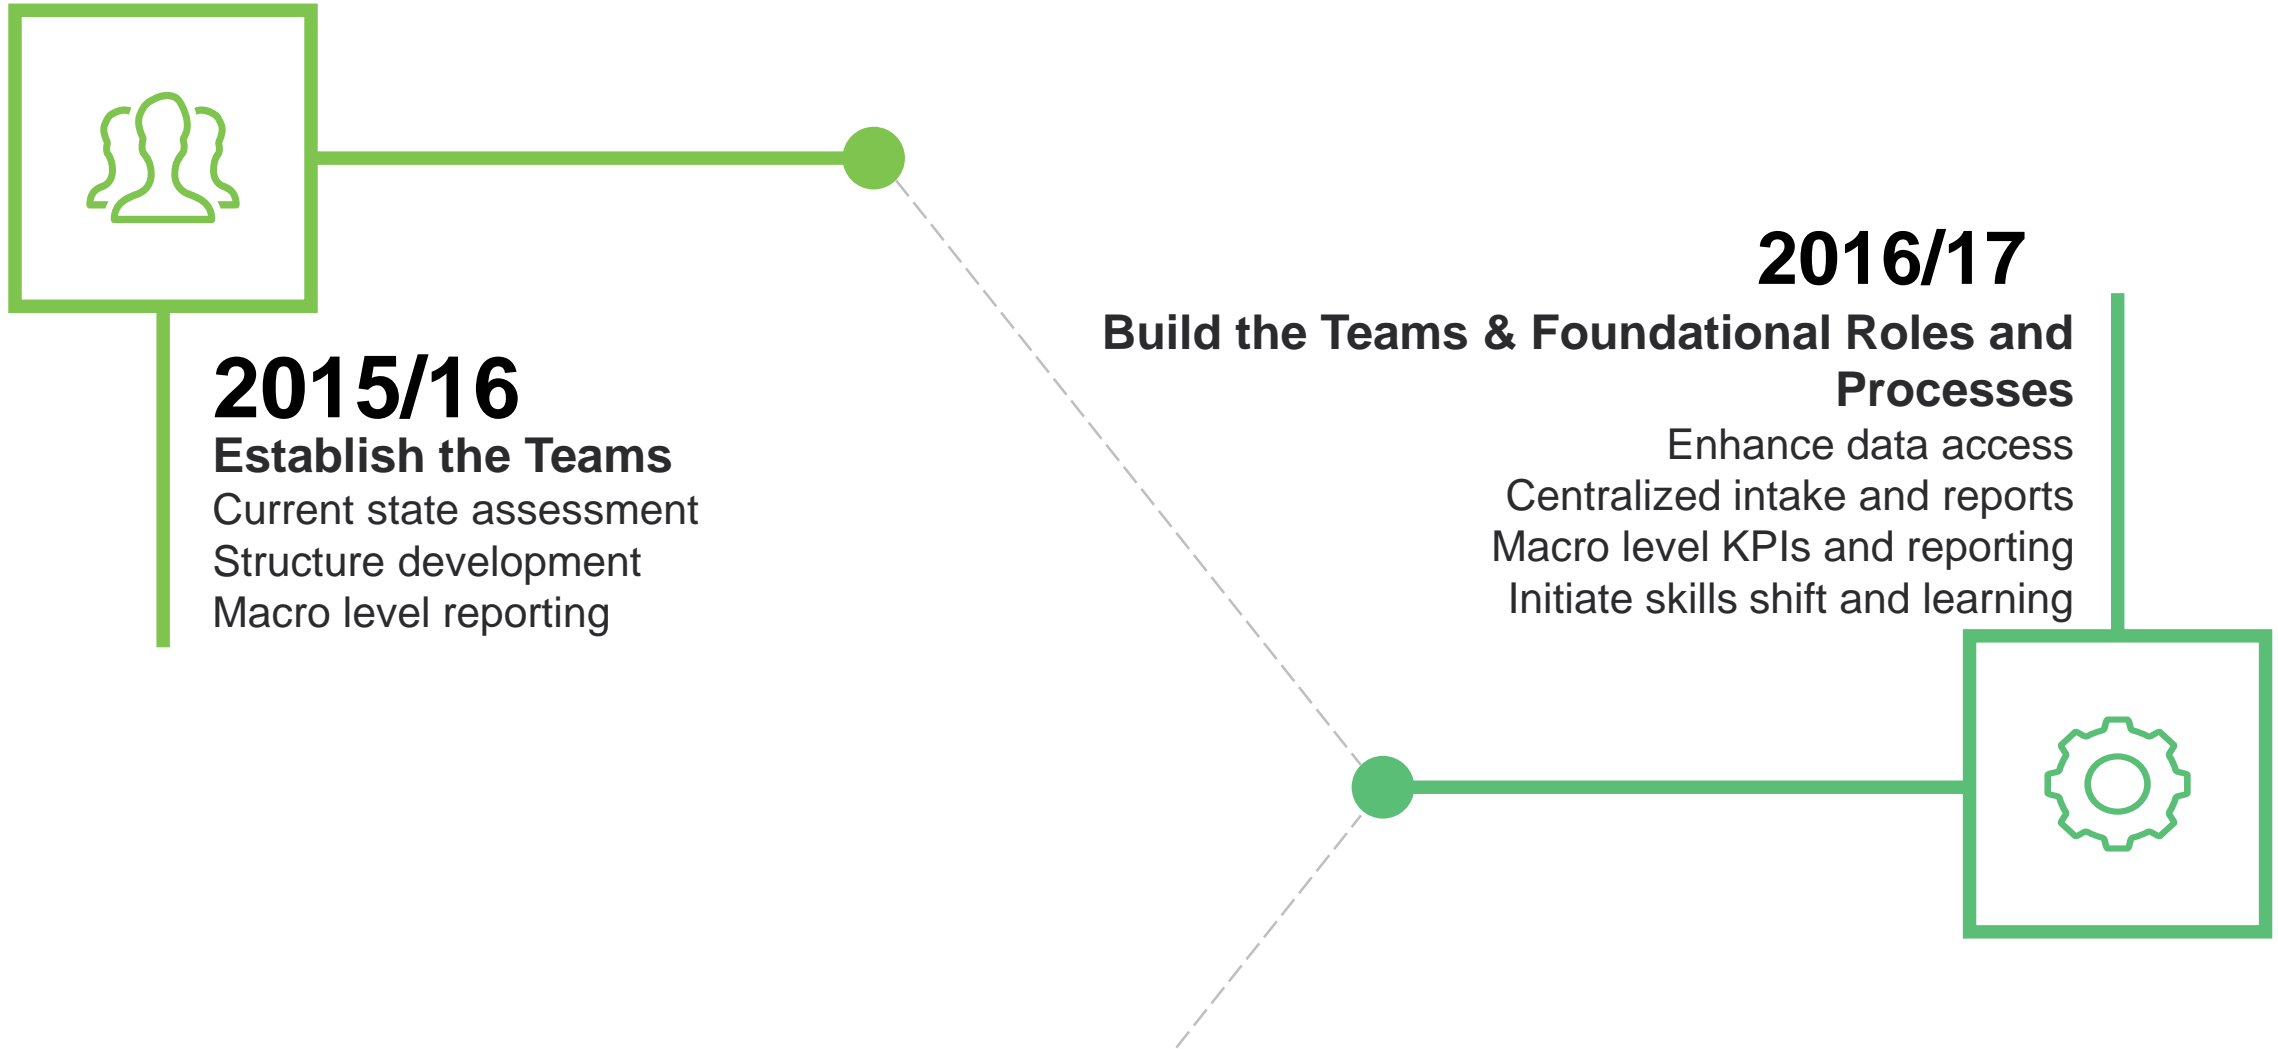 2015/16
Establish the Teams
Current state assessment
Structure development
Macro level reporting
2016/17
Build the Teams & Foundational Roles and
Processes
Enhance data access
Centralized intake and reports
Macro level KPIs and reporting
Initiate skills shift and learning